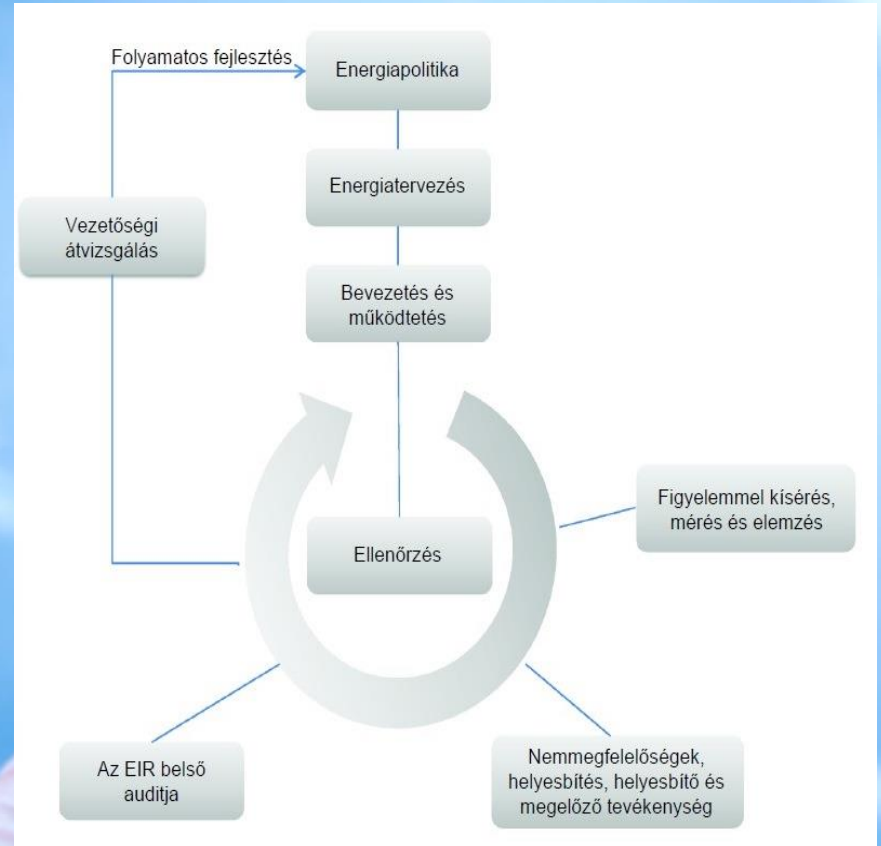 Folyamatos fejlesztés
Energiapolitika
Energiatervezés
Vezetőségi
átvizsgálás
Bevezetés és
működtetés
Figyelemmel kísérés,
mérés és elemzés
Ellenőrzés
Az EIR belső
auditja
Nemmegfelelőségek,
helyesbítés, helyesbítő és
megelőző tevékenység